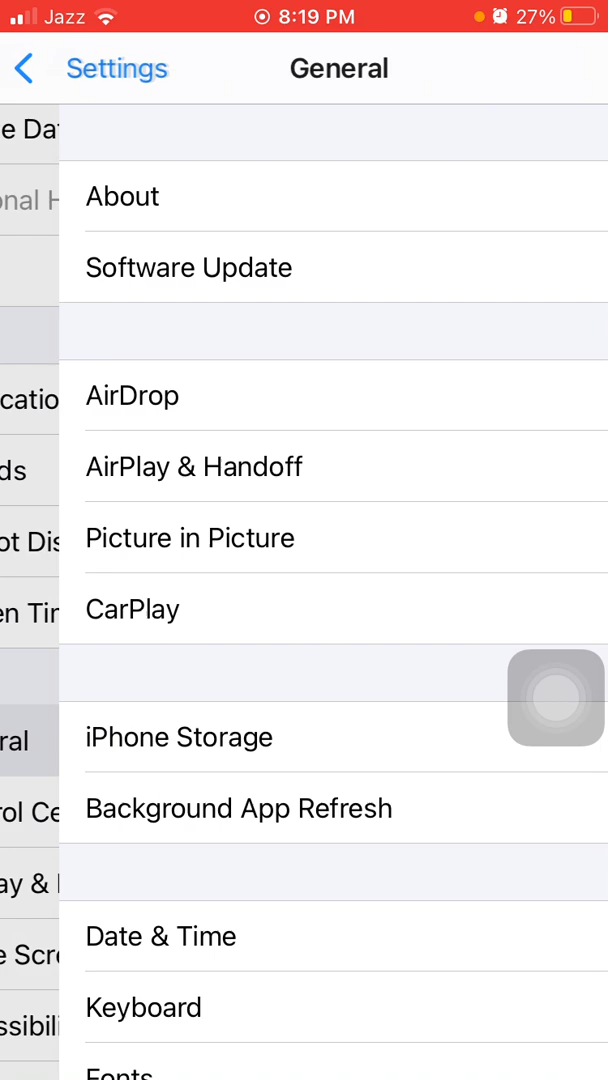 Jazz 8:19 PM 27%
Settings General
e Da
onal H
About
Software Update
AirDrop
catio
AirPlay & Handoff
ds
Picture in Picture
ot Dis
CarPlay
en Tir
iPhone Storage
ral
Background App Refresh
rol Ce
ay &
Date & Time
e Scre
Keyboard
ssibili
Fonts